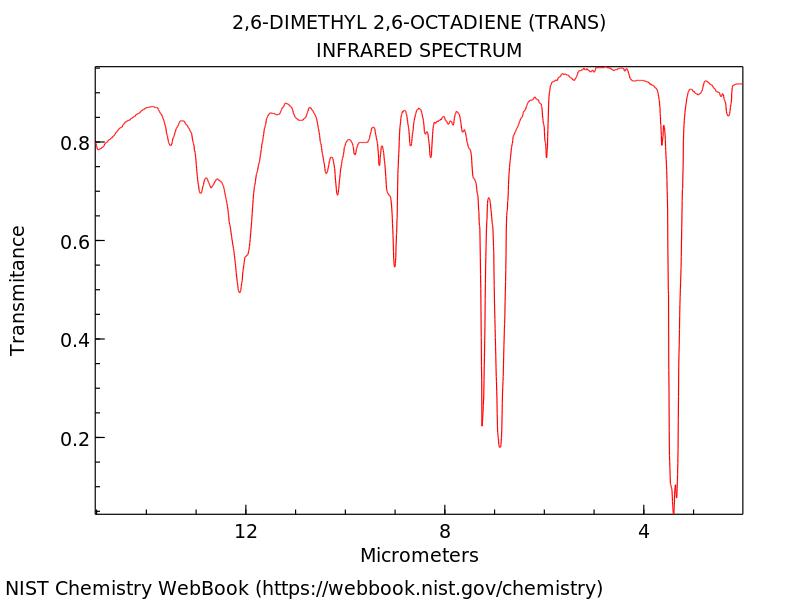 2,6-DIMETHYL 2,6-OCTADIENE (TRANS)
INFRARED SPECTRUM
0.8
0.6
0.4
0.2
Transmitance
12 8 4
Micrometers
NIST Chemistry WebBook (https://webbook.nist.gov/chemistry)